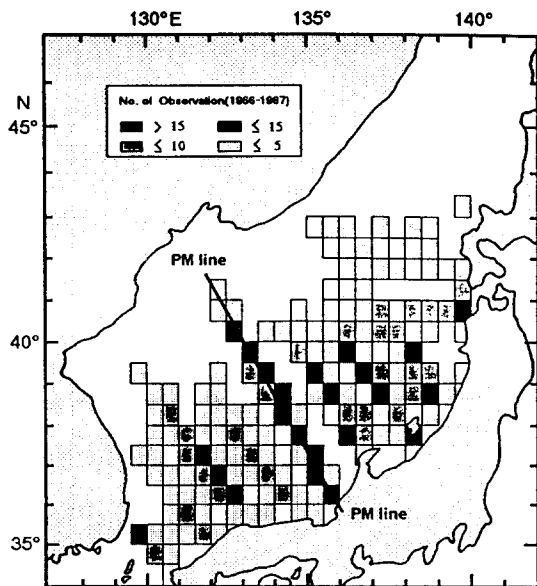 130°E 135° 140°
N
45°
40°
35°
No. of Observation(1966-1987)
> 15 ≤ 15
≤ 10 ≤ 5
PM line
PM line